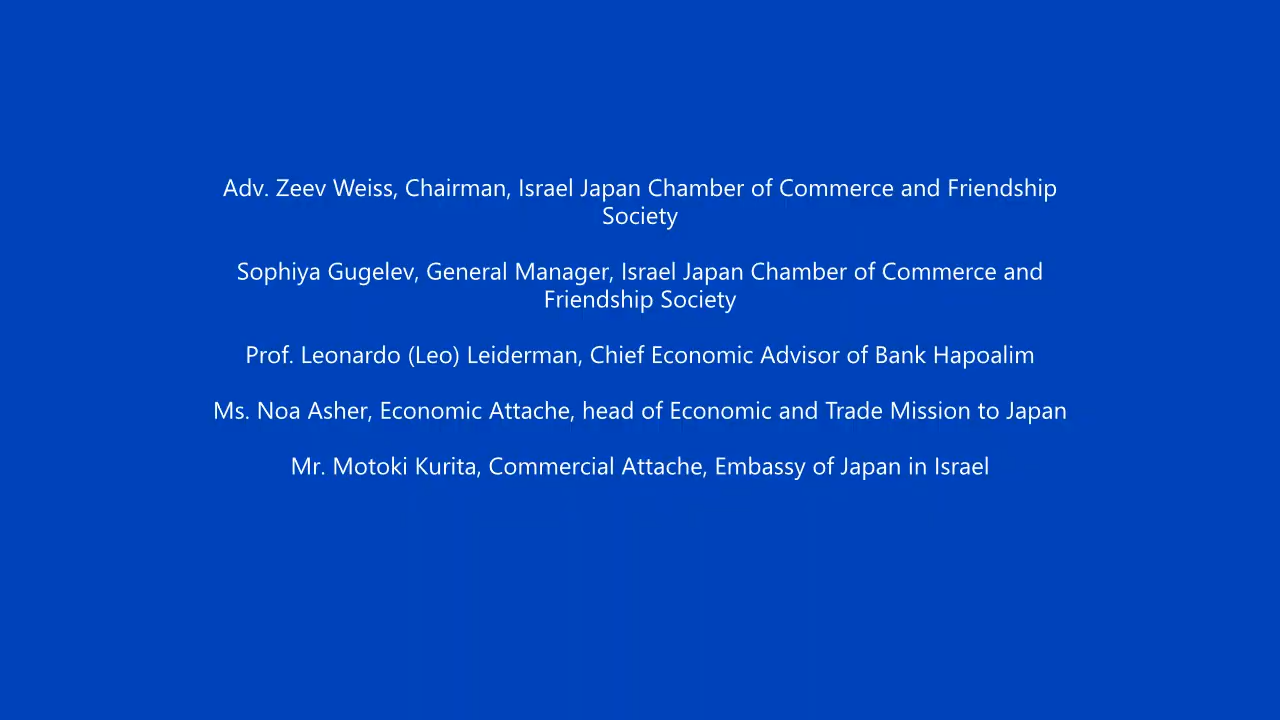 Adv. Zeev Weiss, Chairman, Israel Japan Chamber of Commerce and Friendship
Society
Sophiya Gugelev, General Manager, Israel Japan Chamber of Commerce and
Friendship Society
Prof. Leonardo (Leo) Leiderman, Chief Economic Advisor of Bank Hapoalim
Ms. Noa Asher, Economic Attache, head of Economic and Trade Mission to Japan
Mr. Motoki Kurita, Commercial Attache, Embassy of Japan in Israel